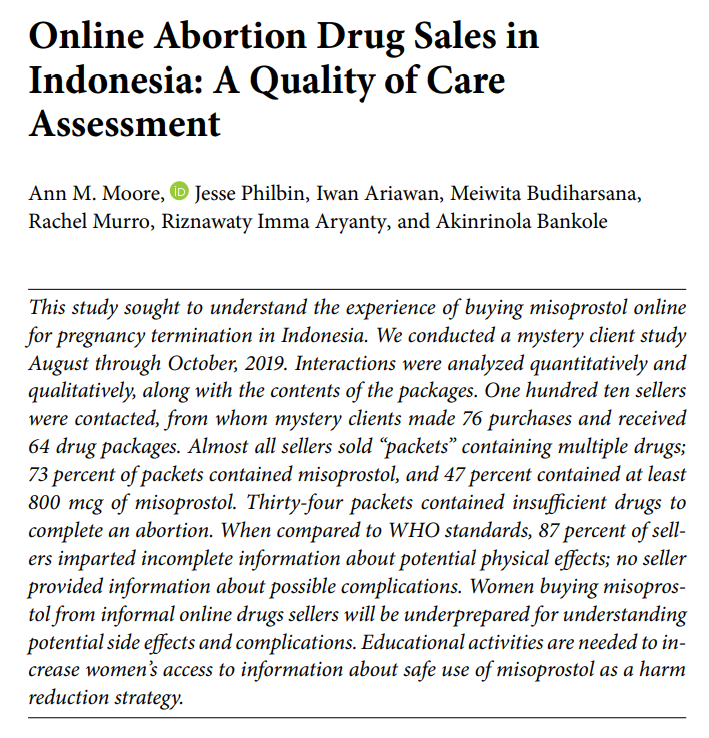 Online Abortion Drug Sales in
Indonesia: A Quality of Care
Assessment
Ann M. Moore, iD Jesse Philbin, Iwan Ariawan, Meiwita Budiharsana,
Rachel Murro, Riznawaty Imma Aryanty, and Akinrinola Bankole
This study sought to understand the experience of buying misoprostol online
for pregnancy termination in Indonesia. We conducted a mystery client study
August through October, 2019. Interactions were analyzed quantitatively and
qualitatively, along with the contents of the packages. One hundred ten sellers
were contacted, from whom mystery clients made 76 purchases and received
64 drug packages. Almost all sellers sold “packets” containing multiple drugs;
73 percent of packets contained misoprostol, and 47 percent contained at least
800 mcg of misoprostol. Thirty-four packets contained insufficient drugs to
complete an abortion. When compared to WHO standards, 87 percent of sell-
ers imparted incomplete information about potential physical effects; no seller
provided information about possible complications. Women buying misopros-
tol from informal online drugs sellers will be underprepared for understanding
potential side effects and complications. Educational activities are needed to in-
crease women’s access to information about safe use of misoprostol as a harm
reduction strategy.